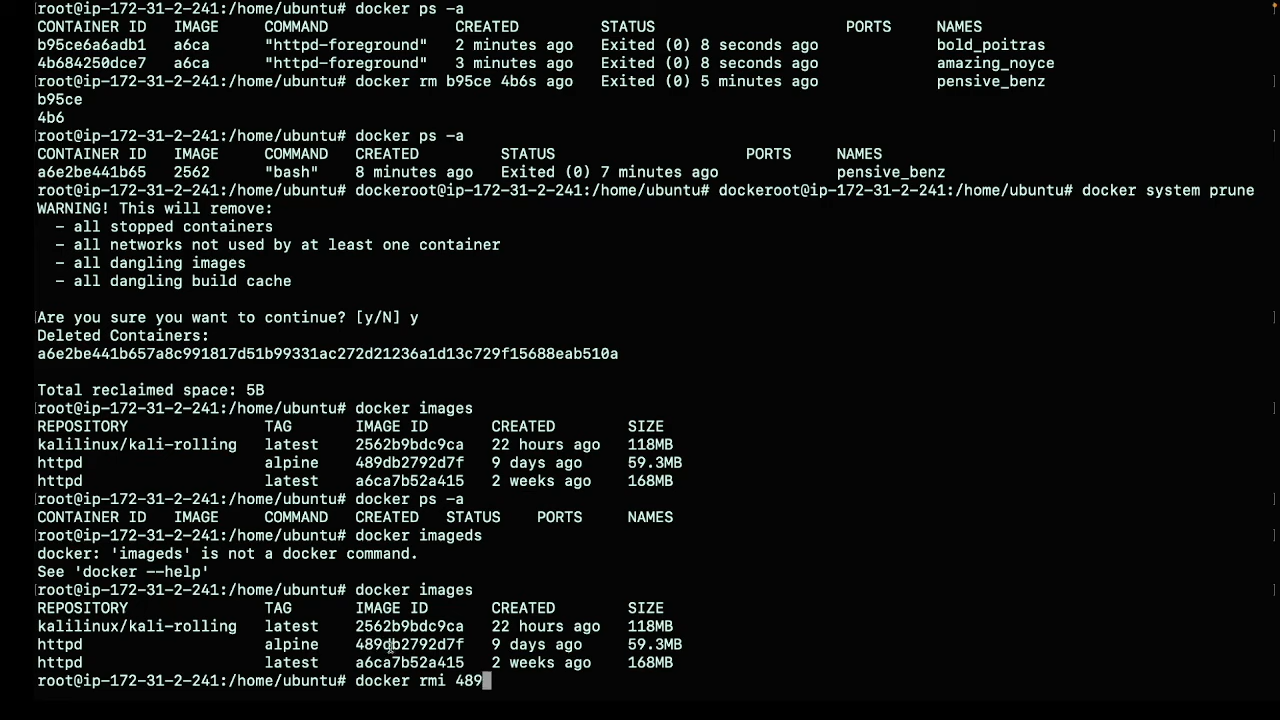 root@ip-172-31-2-241:/home/ubuntu# docker ps -a
CONTAINER ID   IMAGE     COMMAND              CREATED         STATUS                     PORTS     NAMES
b95ce6a6adb1   a6ca      "httpd-foreground"   2 minutes ago   Exited (0) 8 seconds ago             bold_poitras
4b684250dce7   a6ca      "httpd-foreground"   3 minutes ago   Exited (0) 8 seconds ago             amazing_noyce
root@ip-172-31-2-241:/home/ubuntu# docker rm b95ce 4b6s ago   Exited (0) 5 minutes ago             pensive_benz
b95ce
4b6
root@ip-172-31-2-241:/home/ubuntu# docker ps -a
CONTAINER ID   IMAGE     COMMAND   CREATED         STATUS                     PORTS     NAMES
a6e2be441b65   2562      "bash"    8 minutes ago   Exited (0) 7 minutes ago             pensive_benz
root@ip-172-31-2-241:/home/ubuntu# dockeroot@ip-172-31-2-241:/home/ubuntu# dockeroot@ip-172-31-2-241:/home/ubuntu# docker system prune
WARNING! This will remove:
  - all stopped containers
  - all networks not used by at least one container
  - all dangling images
  - all dangling build cache
Are you sure you want to continue? [y/N] y
Deleted Containers:
a6e2be441b657a8c991817d51b99331ac272d21236a1d13c729f15688eab510a
Total reclaimed space: 5B
root@ip-172-31-2-241:/home/ubuntu# docker images
REPOSITORY               TAG       IMAGE ID       CREATED        SIZE
kalilinux/kali-rolling   latest    2562b9bdc9ca   22 hours ago   118MB
httpd                    alpine    489db2792d7f   9 days ago     59.3MB
httpd                    latest    a6ca7b52a415   2 weeks ago    168MB
root@ip-172-31-2-241:/home/ubuntu# docker ps -a
CONTAINER ID   IMAGE     COMMAND   CREATED   STATUS    PORTS     NAMES
root@ip-172-31-2-241:/home/ubuntu# docker imageds
docker: 'imageds' is not a docker command.
See 'docker --help'
root@ip-172-31-2-241:/home/ubuntu# docker images
REPOSITORY               TAG       IMAGE ID       CREATED        SIZE
kalilinux/kali-rolling   latest    2562b9bdc9ca   22 hours ago   118MB
httpd                    alpine    489db2792d7f   9 days ago     59.3MB
httpd                    latest    a6ca7b52a415   2 weeks ago    168MB
root@ip-172-31-2-241:/home/ubuntu# docker rmi 489